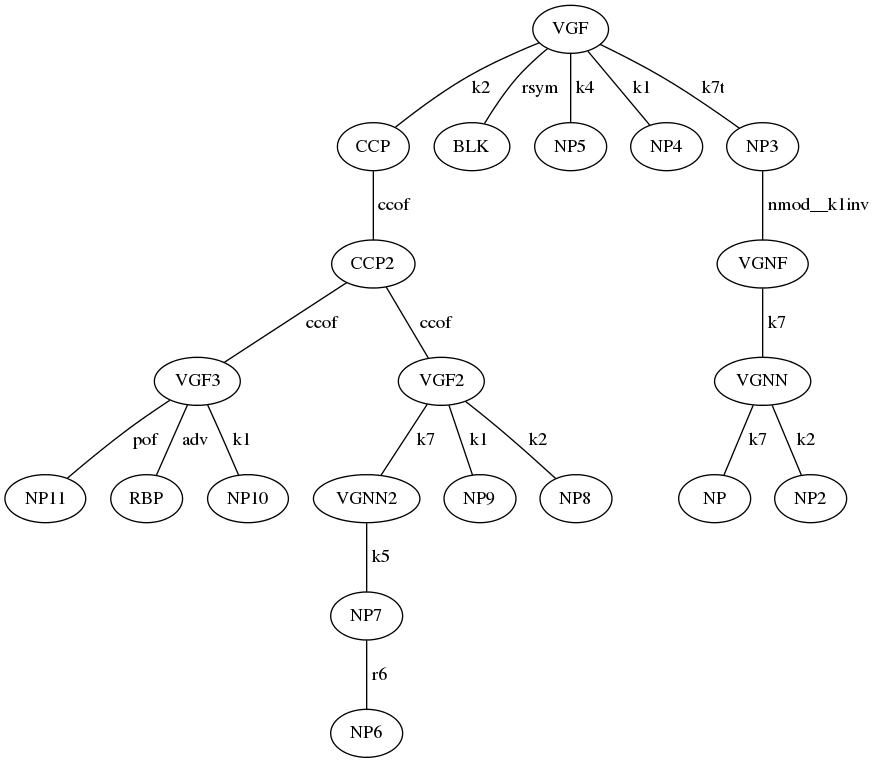 VGF
k2 rsym k4 k1 k7t
CCP BLK NP5 NP4 NP3
ccof nmod__k1inv
CCP2 VGNF
ccof ccof k7
VGF3 VGF2 VGNN
pof adv k1 k7 k1 k2 k7 k2
NP11 RBP NP10 VGNN2 NP9 NP8 NP NP2
k5
NP7
r6
NP6